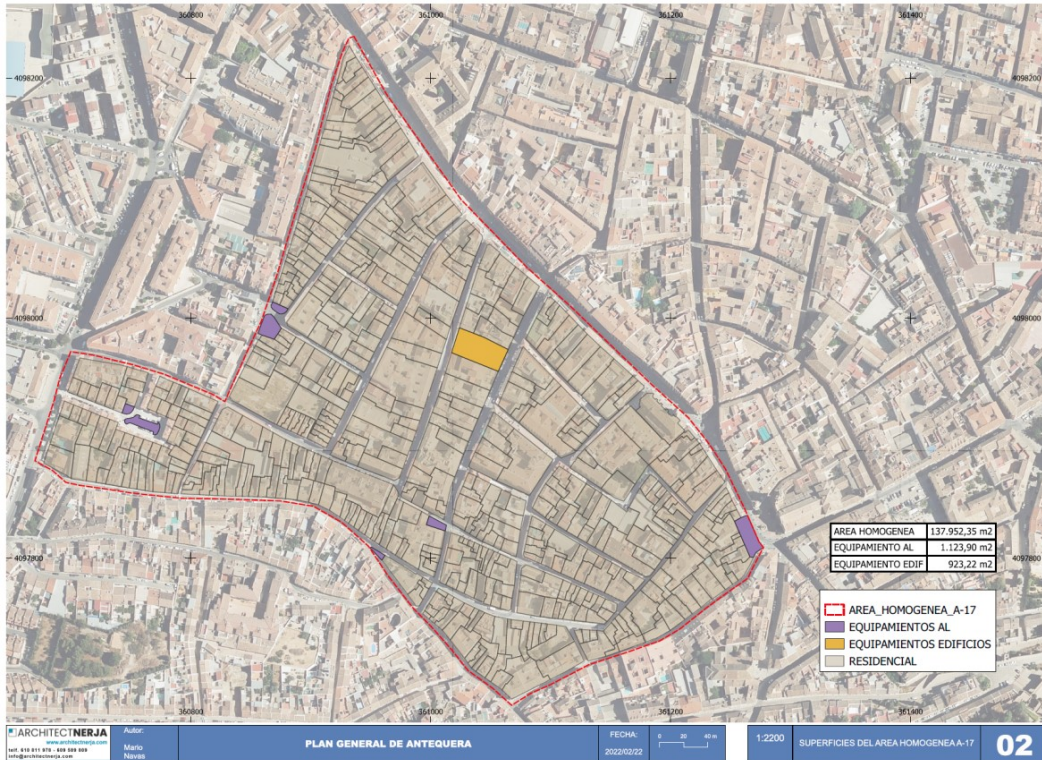 360800
361000
361200
361400
4098200
4098200
4098000
4098000
4097800
4097800
AREA HOMOGENEA 137.952,35 m2
EQUIPAMIENTO AL 1.123,90 m2
EQUIPAMIENTO EDIF 923,22 m2
AREA_HOMOGENEA_A-17
EQUIPAMIENTOS AL
EQUIPAMIENTOS EDIFICIOS
RESIDENCIAL
360800
361000
361200
361400
ARCHITECTNERJA
www.architectnerja.com
info@architectnerja.com
Autor:
Mario
Navas
PLAN GENERAL DE ANTEQUERA
FECHA:
2022/02/22
0 20 40 m
1:2200
SUPERFICIES DEL AREA HOMOGENEA A-17
02